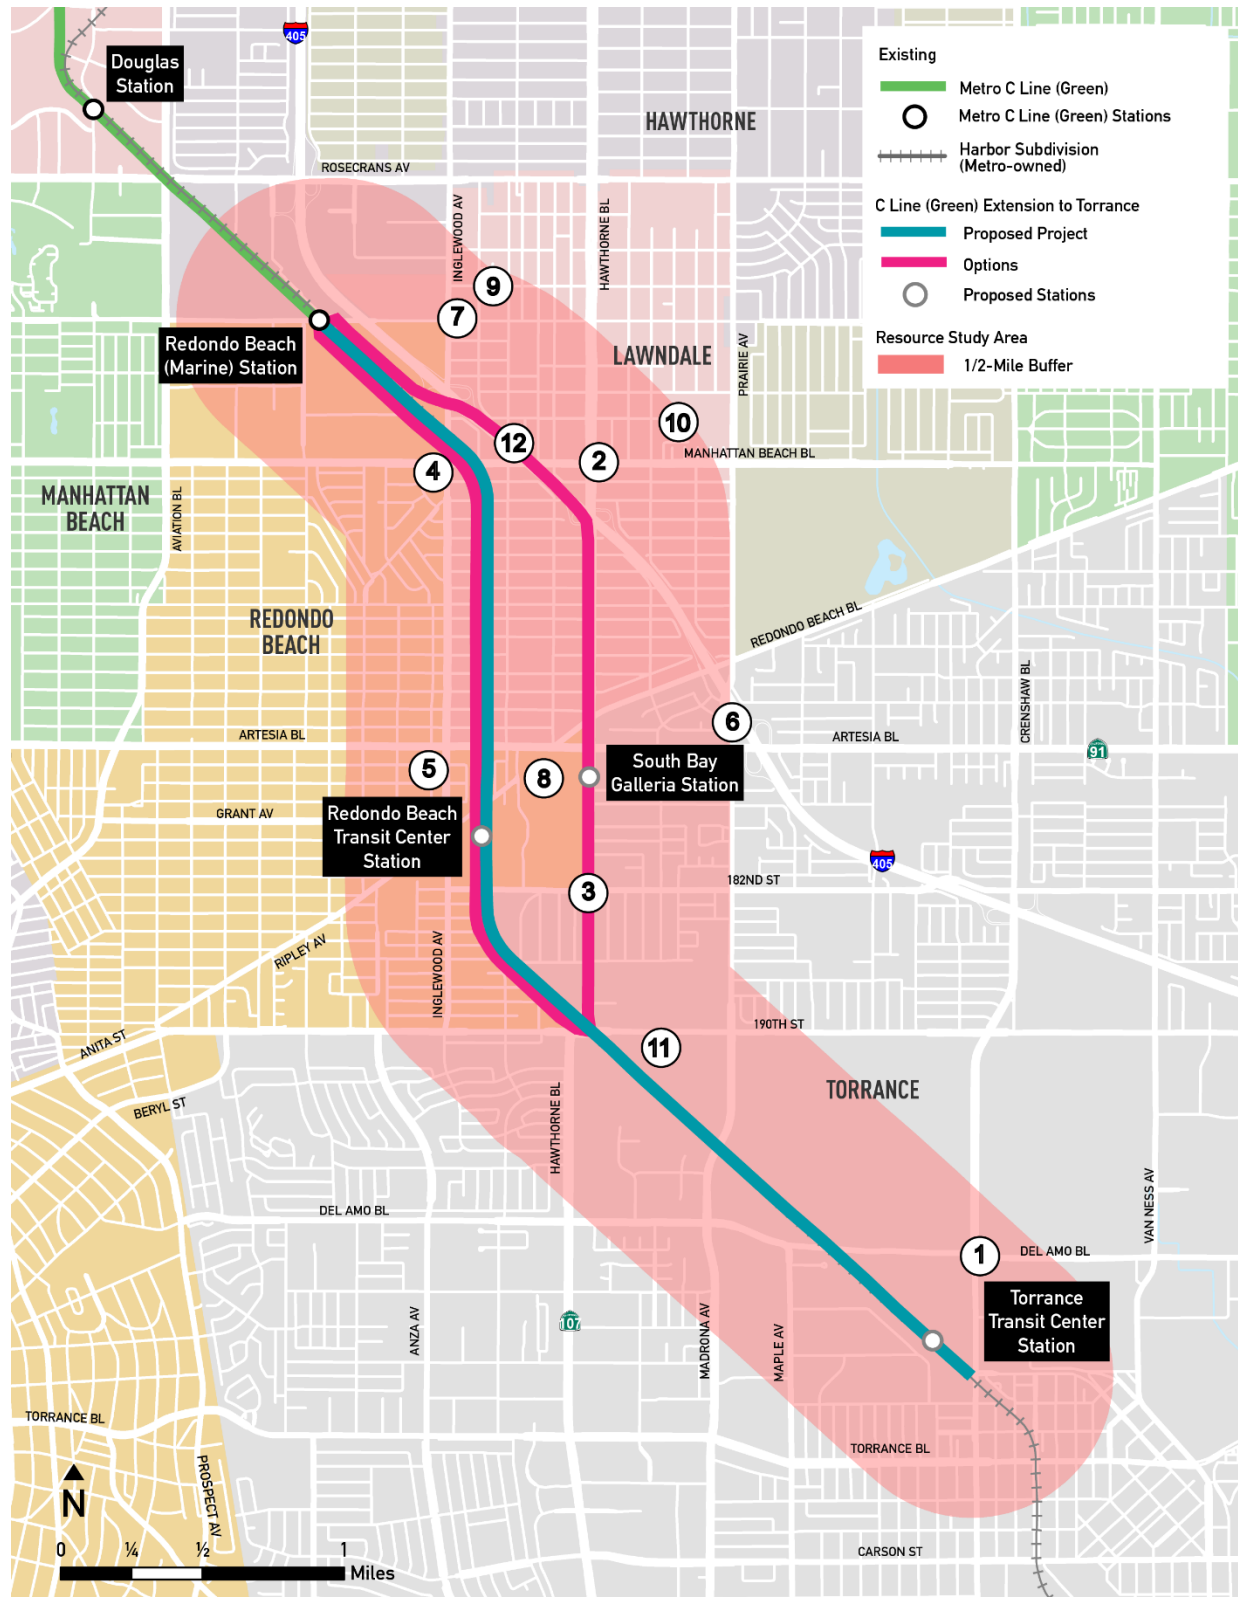 405
Douglas
Station
HAWTHORNE
ROSECRANS AV
Existing
Metro C Line (Green)
Metro C Line (Green) Stations
Harbor Subdivision
(Metro-owned)
C Line (Green) Extension to Torrance
Proposed Project
Options
Proposed Stations
Resource Study Area
1/2-Mile Buffer
INGLEWOOD AV
HAWTHORNE BL
9
7
Redondo Beach
(Marine) Station
LAWNDALE
PRAIRIE AV
10
12
2
4
MANHATTAN BEACH BL
MANHATTAN
BEACH
AVIATION BL
REDONDO
BEACH
REDONDO BEACH BL
CRENSHAW BL
6
ARTESIA BL
ARTESIA BL
91
5
8
South Bay
Galleria Station
GRANT AV
Redondo Beach
Transit Center
Station
405
3
182ND ST
RIPLEY AV
INGLEWOOD AV
190TH ST
ANITA ST
11
BERYL ST
TORRANCE
HAWTHORNE BL
VAN NESS AV
DEL AMO BL
1
DEL AMO BL
Torrance
Transit Center
Station
107
ANZA AV
MADRONA AV
MAPLE AV
TORRANCE BL
TORRANCE BL
PROSPECT AV
N
0
¼
½
1
Miles
CARSON ST